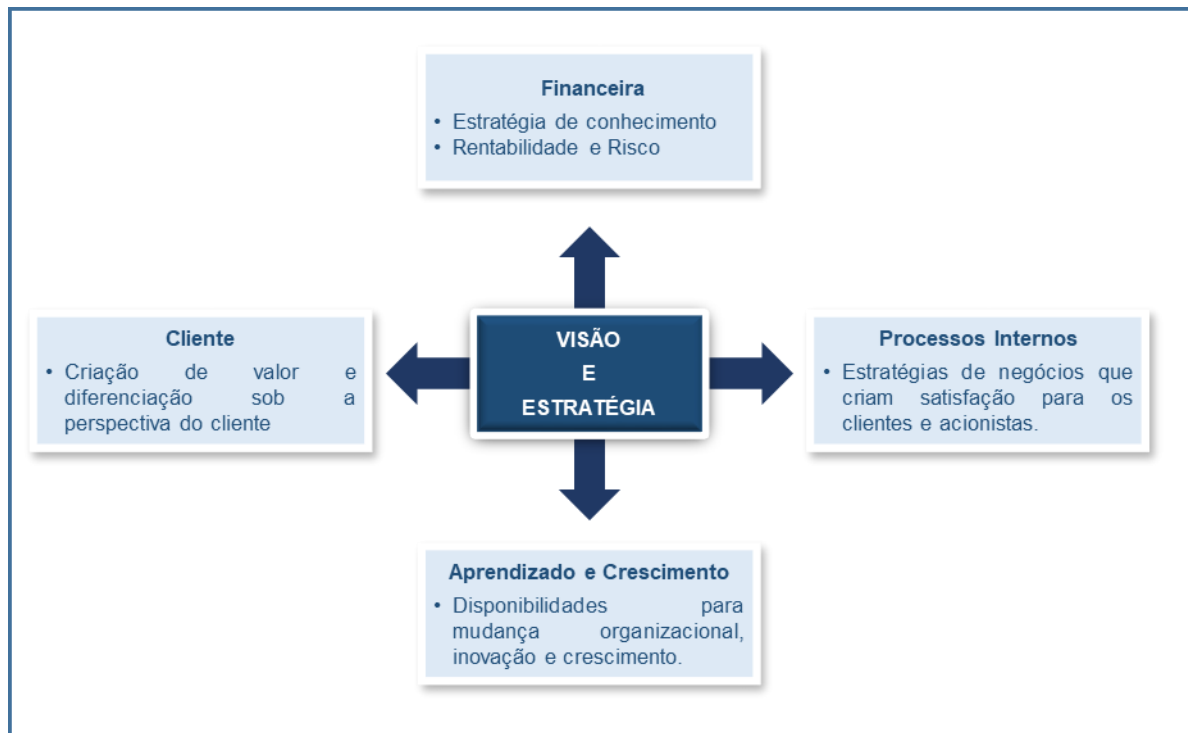 Financeira
• Estratégia de conhecimento
• Rentabilidade e Risco
Cliente
• Criação de valor e
diferenciação sob a
perspectiva do cliente
VISÃO
E
ESTRATÉGIA
Processos Internos
• Estratégias de negócios que
criam satisfação para os
clientes e acionistas.
Aprendizado e Crescimento
• Disponibilidades para
mudança organizacional,
inovação e crescimento.